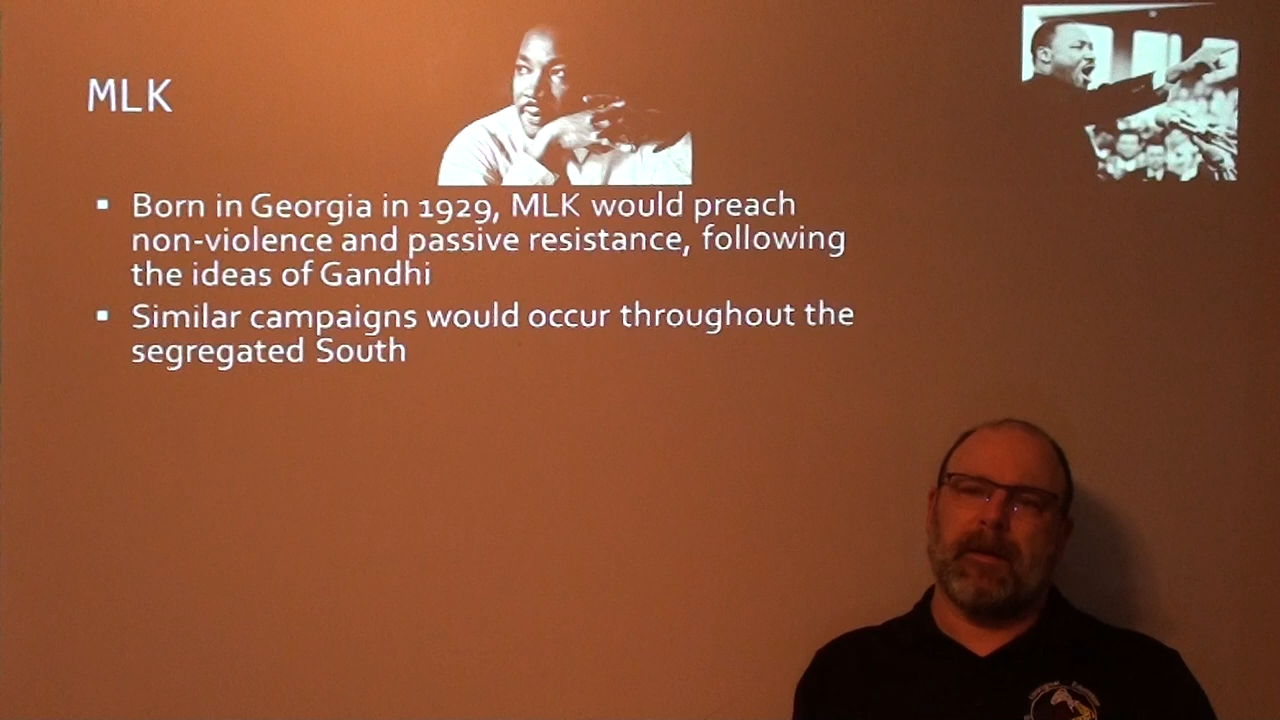 MLK
▪ Born in Georgia in 1929, MLK would preach
non-violence and passive resistance, following
the ideas of Gandhi
▪ Similar campaigns would occur throughout the
segregated South